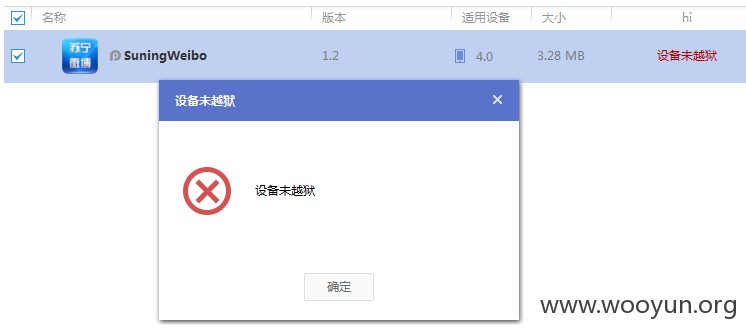 名称 版本 适用设备 大小 hi
苏宁
微博
SuningWeibo 1.2 4.0 3.28 MB 设备未越狱
设备未越狱
设备未越狱
确定
www.wooyun.org